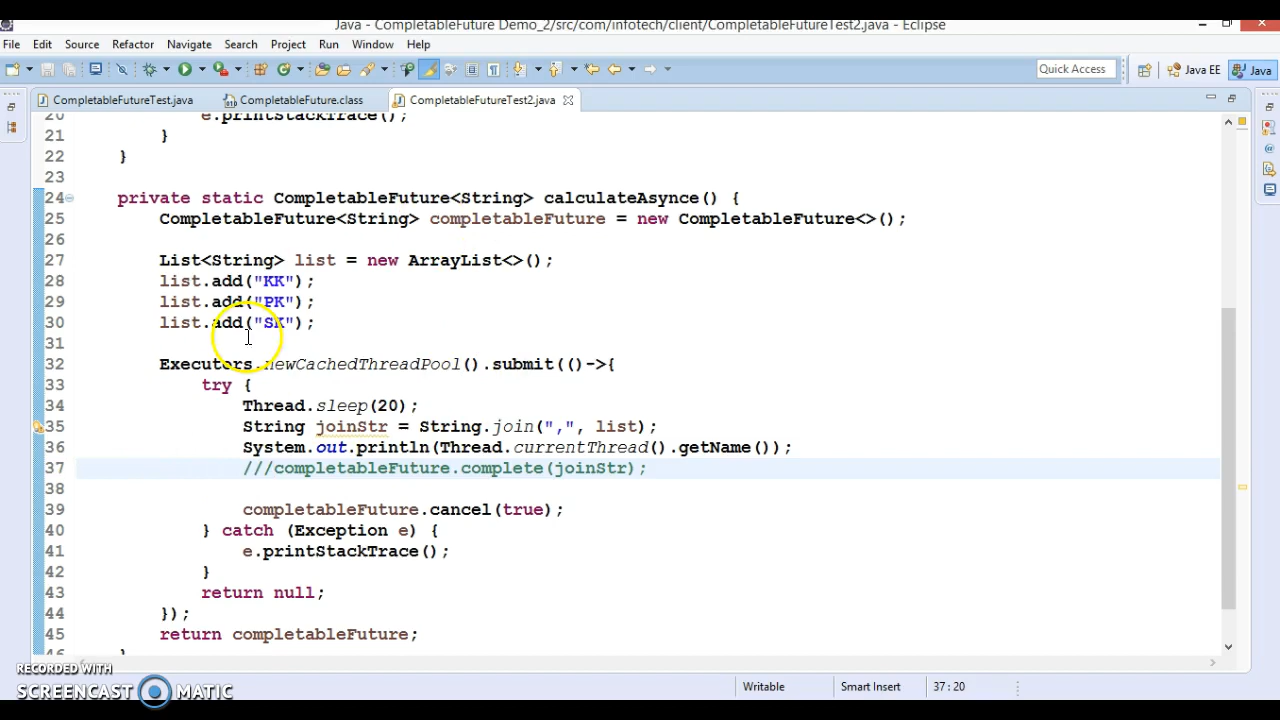 Java - CompletableFuture Demo_2/src/com/infotech/client/CompletableFutureTest2.java - Eclipse
File Edit Source Refactor Navigate Search Project Run Window Help
Quick Access Java EE Java
CompletableFutureTest.java CompletableFuture.class CompletableFutureTest2.java
20 e.printStackTrace();
21 }
22 }
23
24 private static CompletableFuture<String> calculateAsynce() {
25 CompletableFuture<String> completableFuture = new CompletableFuture<>();
26
27 List<String> list = new ArrayList<>();
28 list.add("KK");
29 list.add("PK");
30 list.add("SK");
31
32 Executors.newCachedThreadPool().submit(()->{
33 try {
34 Thread.sleep(20);
35 String joinStr = String.join(",", list);
36 System.out.println(Thread.currentThread().getName());
37 ///completableFuture.complete(joinStr);
38
39 completableFuture.cancel(true);
40 } catch (Exception e) {
41 e.printStackTrace();
42 }
43 return null;
44 });
45 return completableFuture;
46 }
RECORDED WITH
SCREENCAST MATIC
Writable Smart Insert 37 : 20